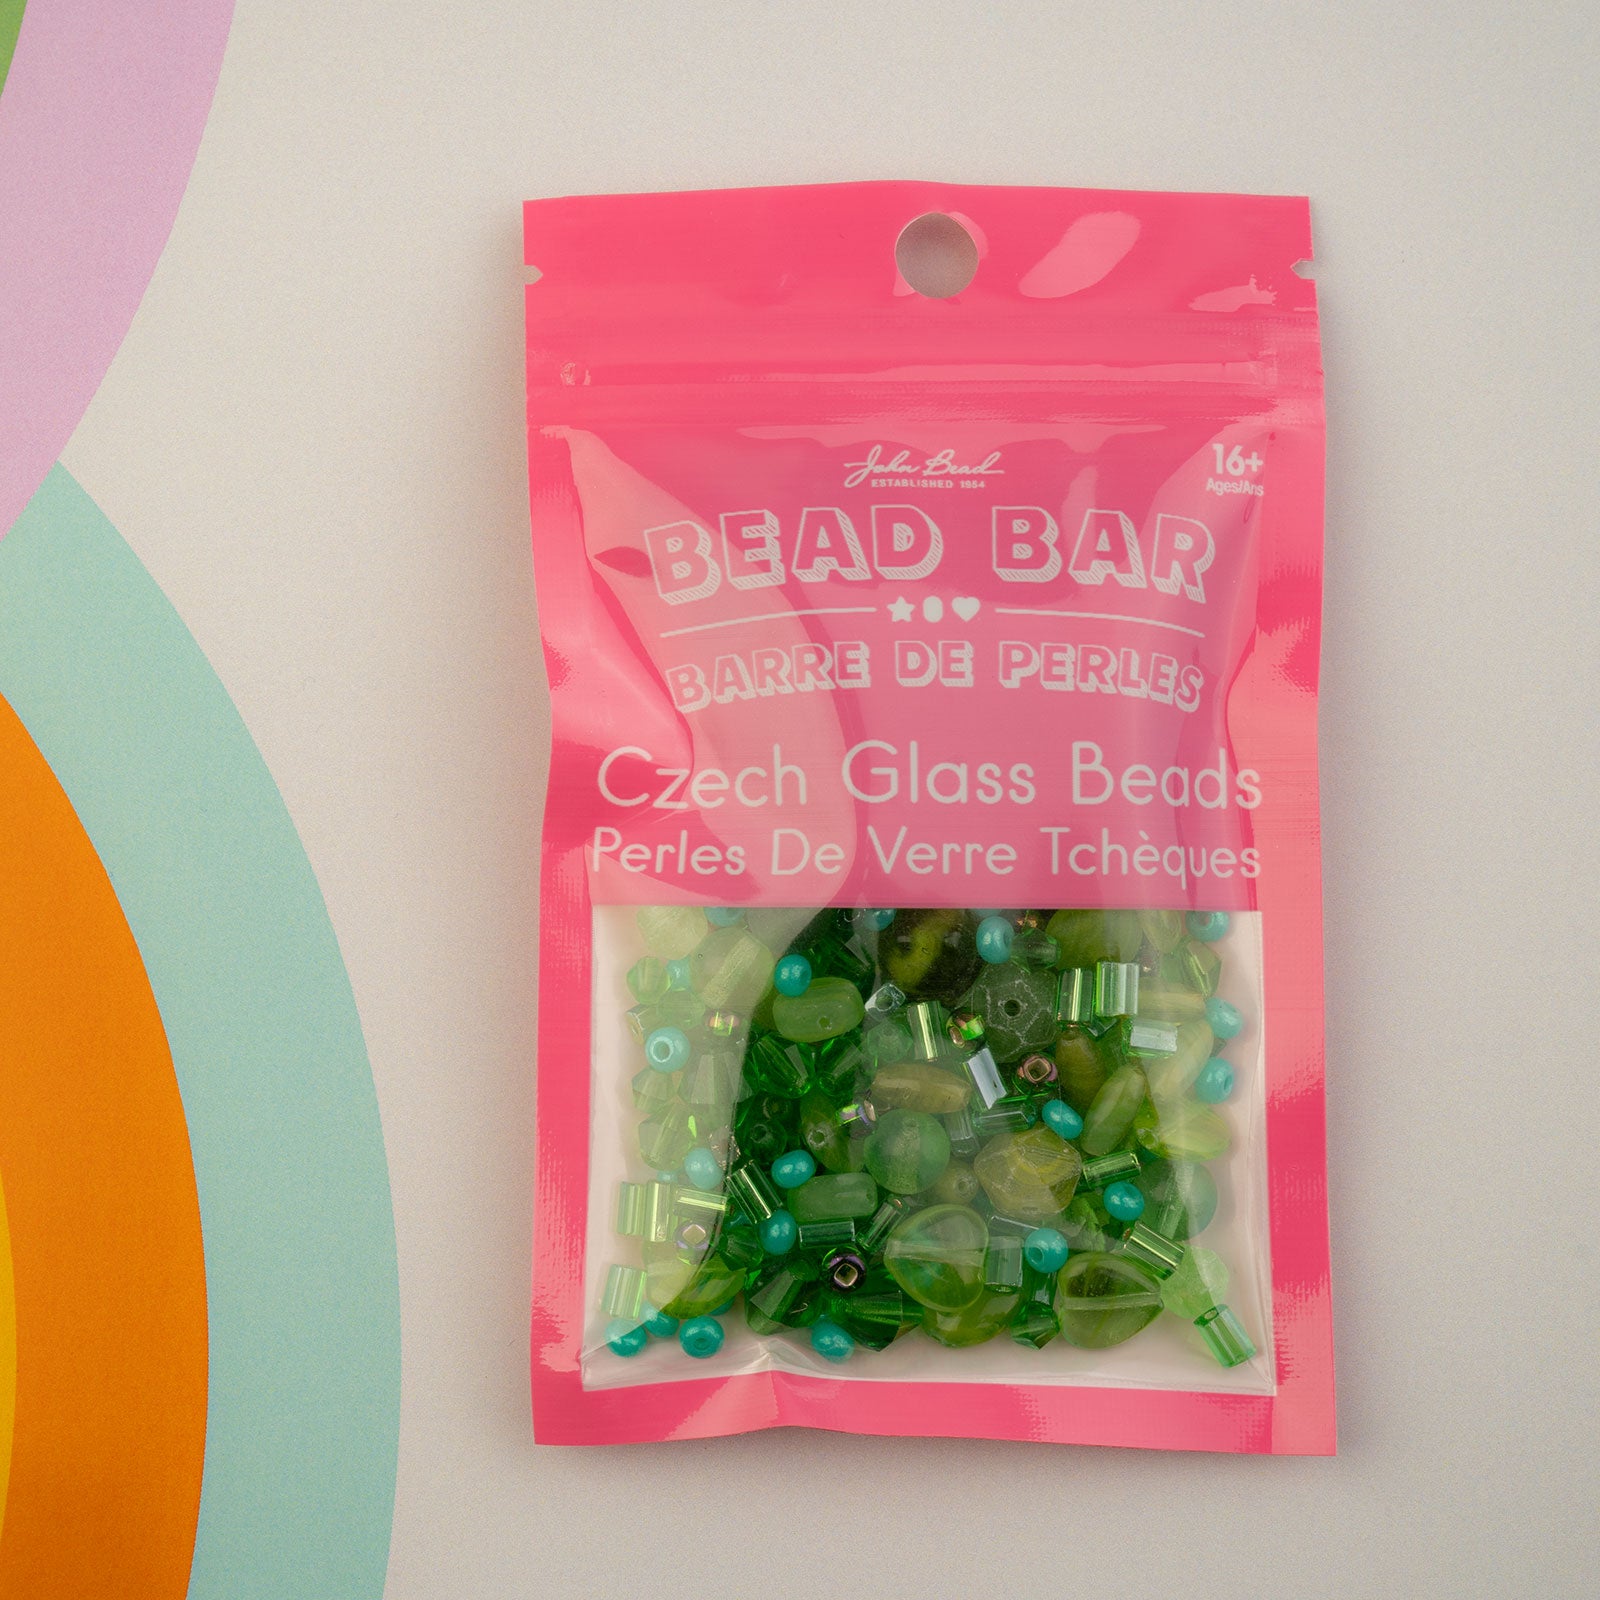 John Bead
ESTABLISHED 1954
16+
Ages/Ans
BEAD BAR
BARRE DE PERLES
Czech Glass Beads
Perles De Verre Tchèques